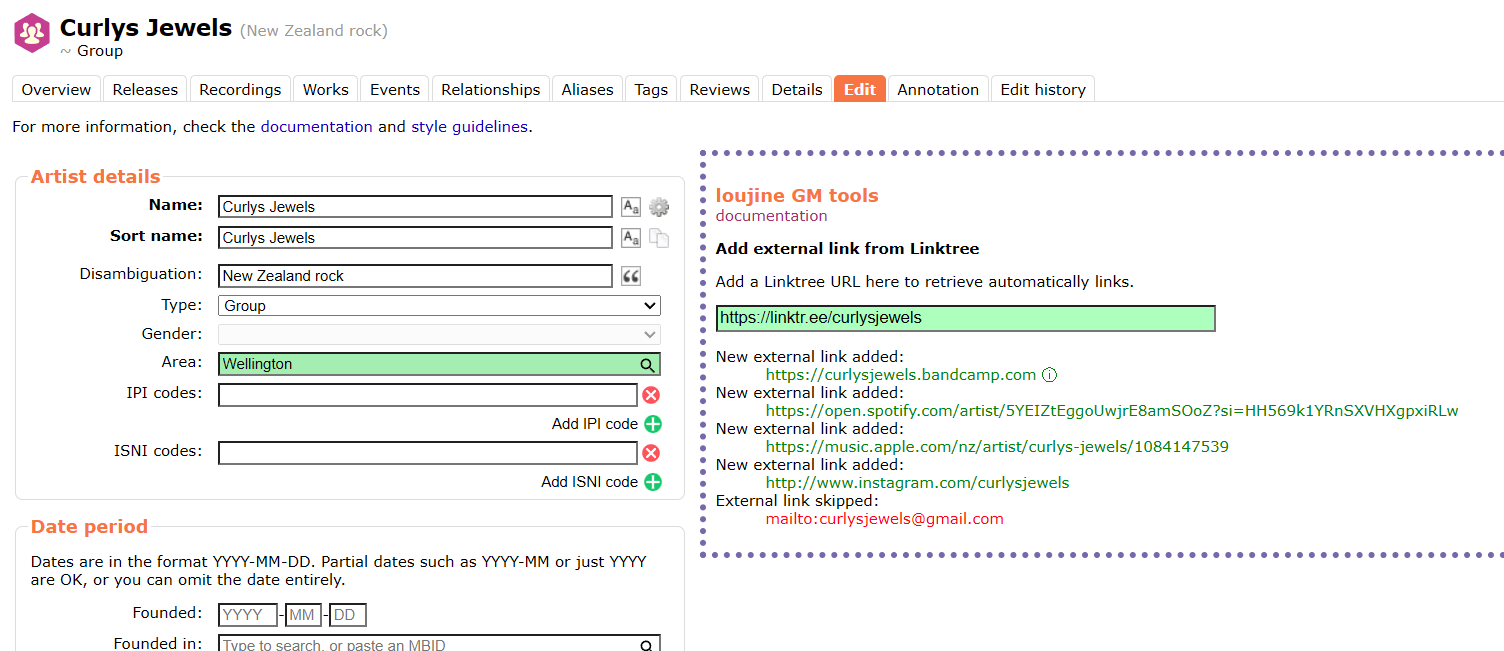 Curlys Jewels (New Zealand rock)
~ Group
Overview Releases Recordings Works Events Relationships Aliases Tags Reviews Details Edit Annotation Edit history
For more information, check the documentation and style guidelines.
Artist details
Name: Curlys Jewels
Sort name: Curlys Jewels
Disambiguation: New Zealand rock
Type: Group
Gender:
Area: Wellington
IPI codes:
Add IPI code
ISNI codes:
Add ISNI code
Date period
Dates are in the format YYYY-MM-DD. Partial dates such as YYYY-MM or just YYYY
are OK, or you can omit the date entirely.
Founded: YYYY - MM - DD
Founded in: Type to search, or paste an MBID
loujine GM tools
documentation
Add external link from Linktree
Add a Linktree URL here to retrieve automatically links.
https://linktr.ee/curlysjewels
New external link added:
https://curlysjewels.bandcamp.com
New external link added:
https://open.spotify.com/artist/5YEIZtEggoUwjrE8amSOoZ?si=HH569k1YRnSXVHXgpxiRLw
New external link added:
https://music.apple.com/nz/artist/curlys-jewels/1084147539
New external link added:
http://www.instagram.com/curlysjewels
External link skipped:
mailto:curlysjewels@gmail.com